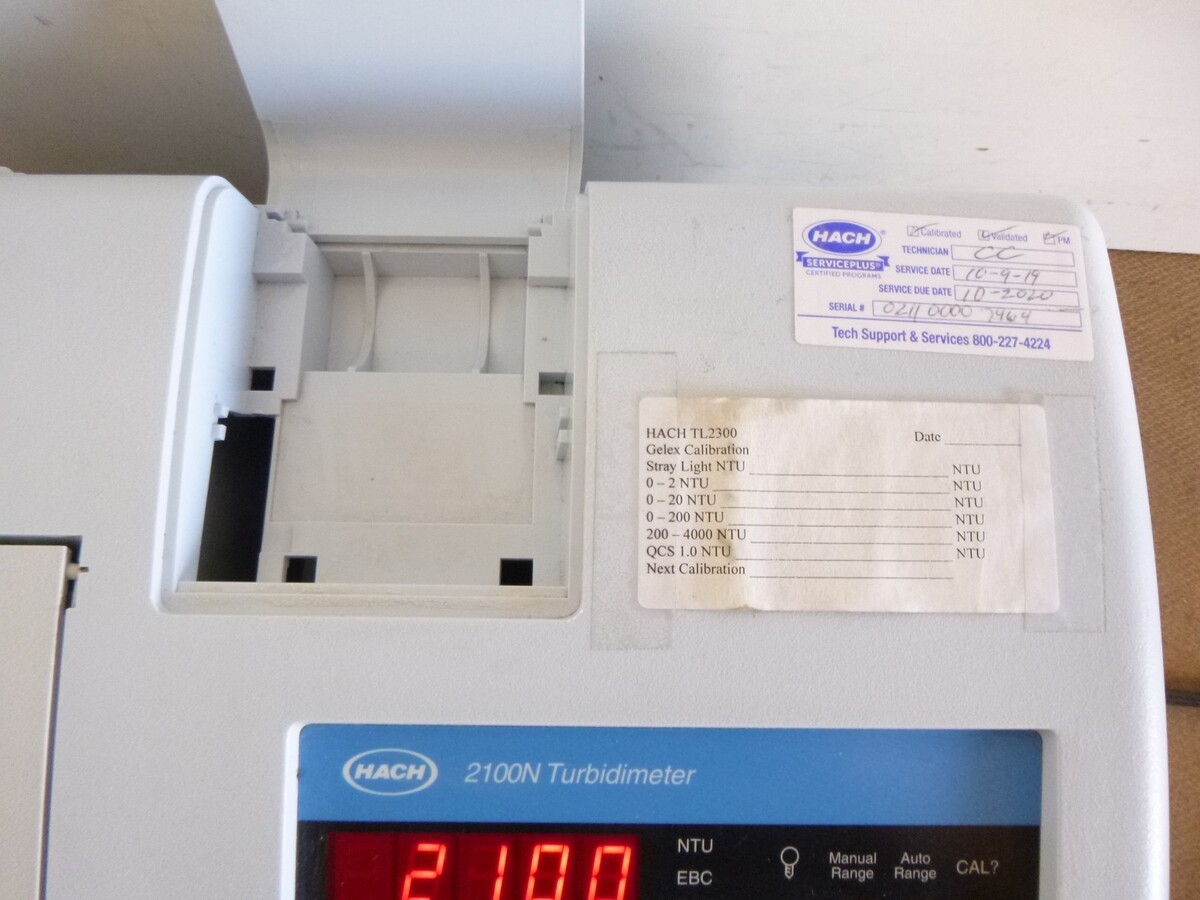 HACH®
SERVICEPLUS®
CERTIFIED PROGRAMS
Calibrated Validated PM
TECHNICIAN CC
SERVICE DATE 10-9-19
SERVICE DUE DATE 10-2020
SERIAL # 0211 0000 7964
Tech Support & Services 800-227-4224
HACH TL2300 Date
Gelex Calibration
Stray Light NTU NTU
0 – 2 NTU NTU
0 – 20 NTU NTU
0 – 200 NTU NTU
200 – 4000 NTU NTU
QCS 1.0 NTU NTU
Next Calibration
HACH 2100N Turbidimeter
2100
NTU
EBC
Manual Range
Auto Range
CAL?